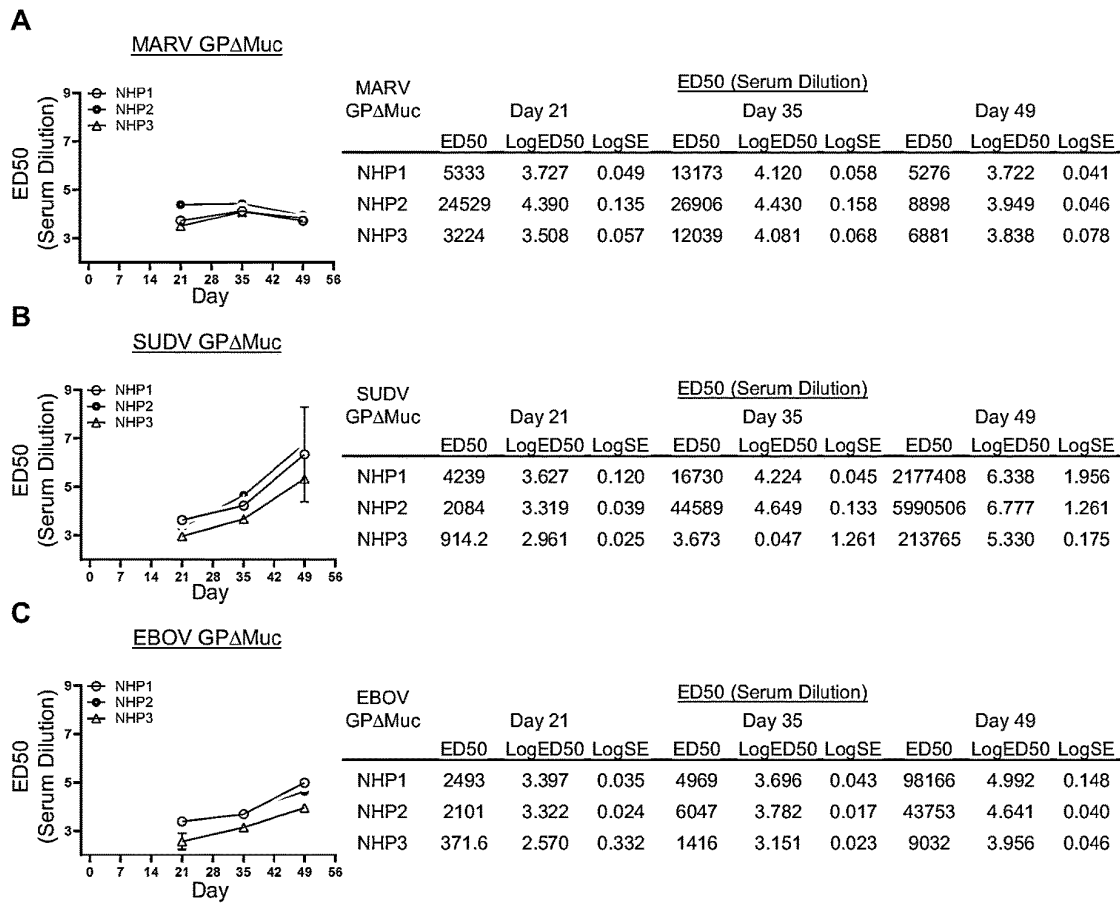 A
MARV GPΔMuc
ED50
(Serum Dilution)
9
7
5
3
NHP1
NHP2
NHP3
0 7 14 21 28 35 42 49 56
Day
MARV ED50 (Serum Dilution)
GPΔMuc Day 21 Day 35 Day 49
ED50 LogED50 LogSE ED50 LogED50 LogSE ED50 LogED50 LogSE
NHP1 5333 3.727 0.049 13173 4.120 0.058 5276 3.722 0.041
NHP2 24529 4.390 0.135 26906 4.430 0.158 8898 3.949 0.046
NHP3 3224 3.508 0.057 12039 4.081 0.068 6881 3.838 0.078
B
SUDV GPΔMuc
ED50
(Serum Dilution)
9
7
5
3
NHP1
NHP2
NHP3
0 7 14 21 28 35 42 49 56
Day
SUDV ED50 (Serum Dilution)
GPΔMuc Day 21 Day 35 Day 49
ED50 LogED50 LogSE ED50 LogED50 LogSE ED50 LogED50 LogSE
NHP1 4239 3.627 0.120 16730 4.224 0.045 2177408 6.338 1.956
NHP2 2084 3.319 0.039 44589 4.649 0.133 5990506 6.777 1.261
NHP3 914.2 2.961 0.025 3.673 0.047 1.261 213765 5.330 0.175
C
EBOV GPΔMuc
ED50
(Serum Dilution)
9
7
5
3
NHP1
NHP2
NHP3
0 7 14 21 28 35 42 49 56
Day
EBOV ED50 (Serum Dilution)
GPΔMuc Day 21 Day 35 Day 49
ED50 LogED50 LogSE ED50 LogED50 LogSE ED50 LogED50 LogSE
NHP1 2493 3.397 0.035 4969 3.696 0.043 98166 4.992 0.148
NHP2 2101 3.322 0.024 6047 3.782 0.017 43753 4.641 0.040
NHP3 371.6 2.570 0.332 1416 3.151 0.023 9032 3.956 0.046